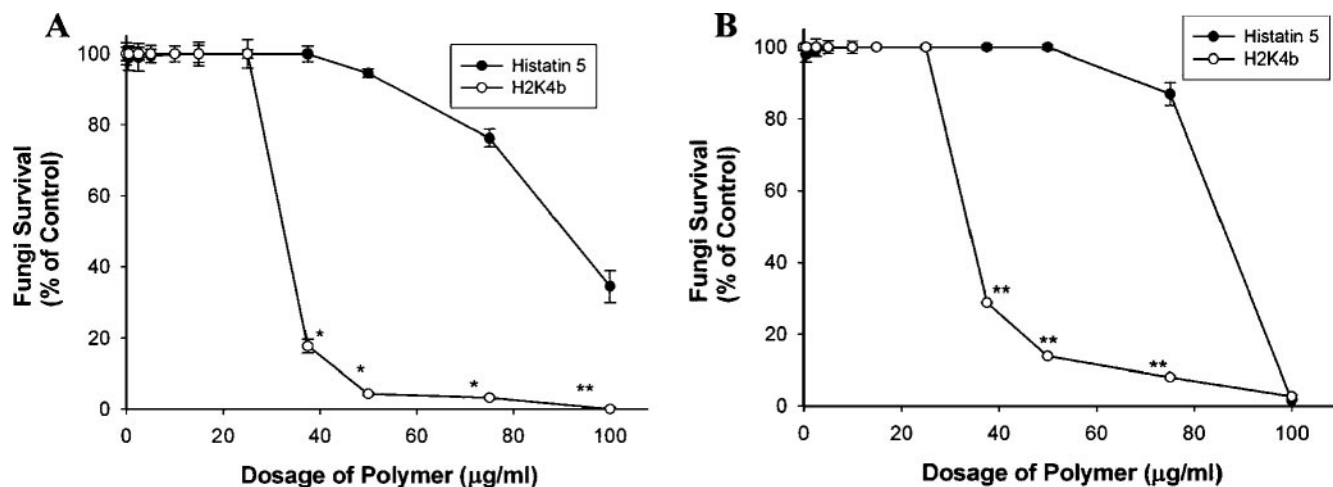 A
Fungi Survival
(% of Control)
100
80
60
40
20
0
Histatin 5
H2K4b
*
*
*
**
0 20 40 60 80 100
Dosage of Polymer (µg/ml)
B
Fungi Survival
(% of Control)
100
80
60
40
20
0
Histatin 5
H2K4b
**
**
**
0 20 40 60 80 100
Dosage of Polymer (µg/ml)